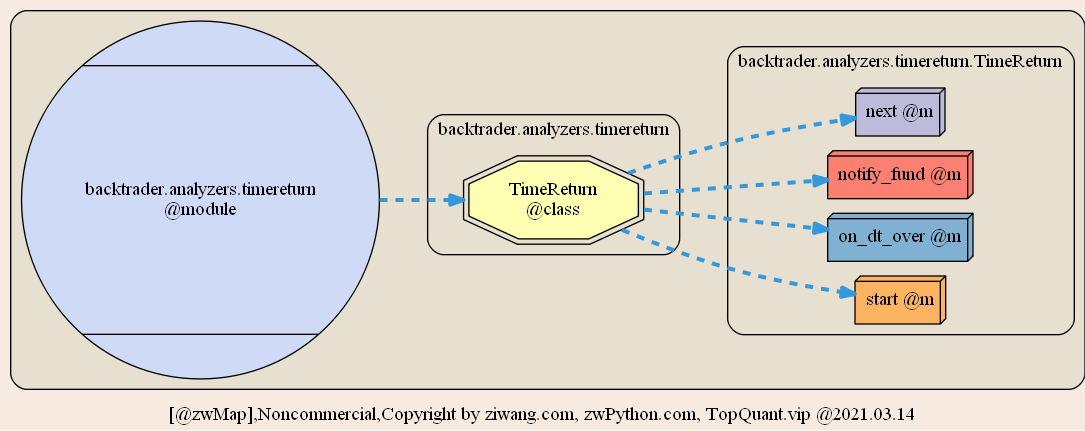 backtrader.analyzers.timereturn
@module
backtrader.analyzers.timereturn
TimeReturn
@class
backtrader.analyzers.timereturn.TimeReturn
next @m
notify_fund @m
on_dt_over @m
start @m
[@zwMap],Noncommercial,Copyright by ziwang.com, zwPython.com, TopQuant.vip @2021.03.14